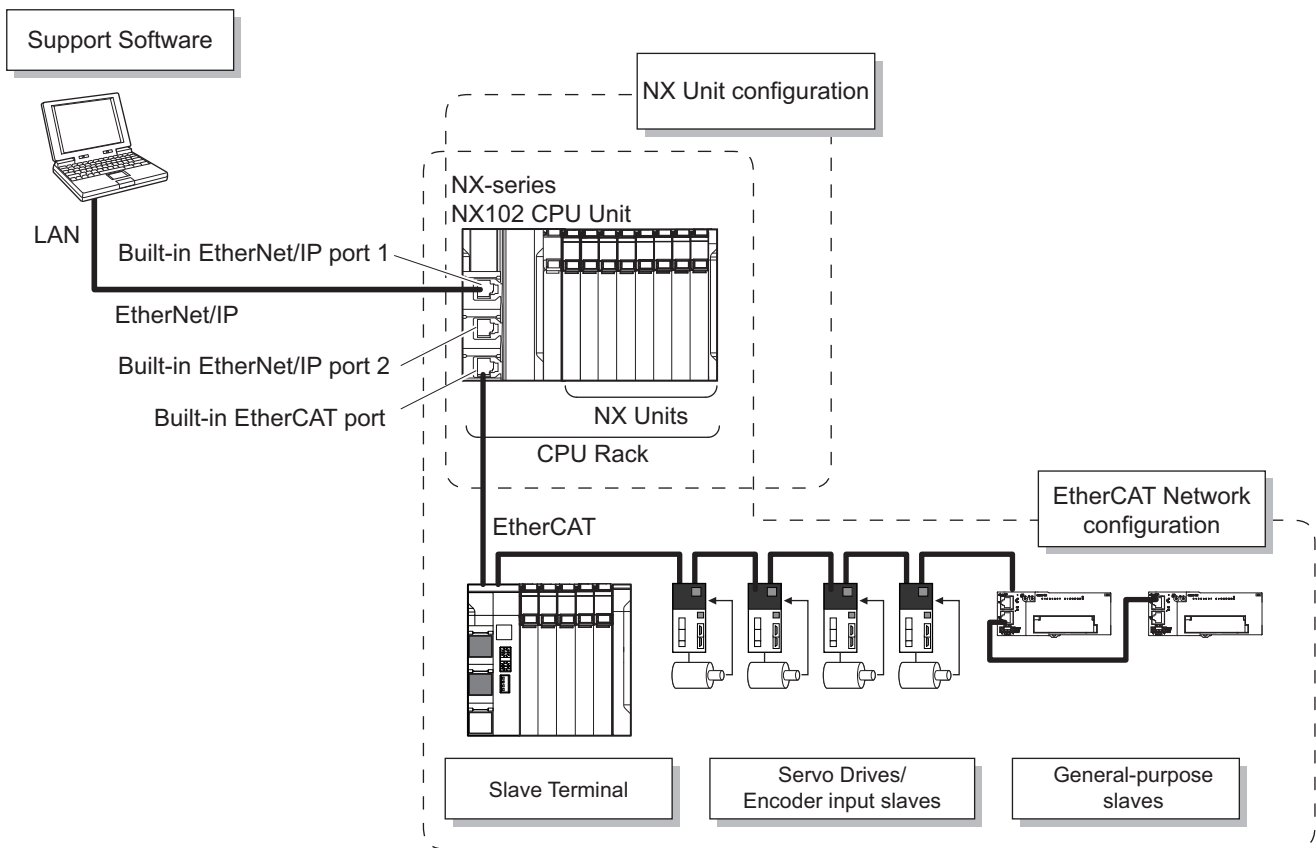 Support Software
NX Unit configuration
NX-series
NX102 CPU Unit
LAN
Built-in EtherNet/IP port 1
EtherNet/IP
Built-in EtherNet/IP port 2
Built-in EtherCAT port
NX Units
CPU Rack
EtherCAT Network
configuration
EtherCAT
Slave Terminal
Servo Drives/
Encoder input slaves
General-purpose
slaves